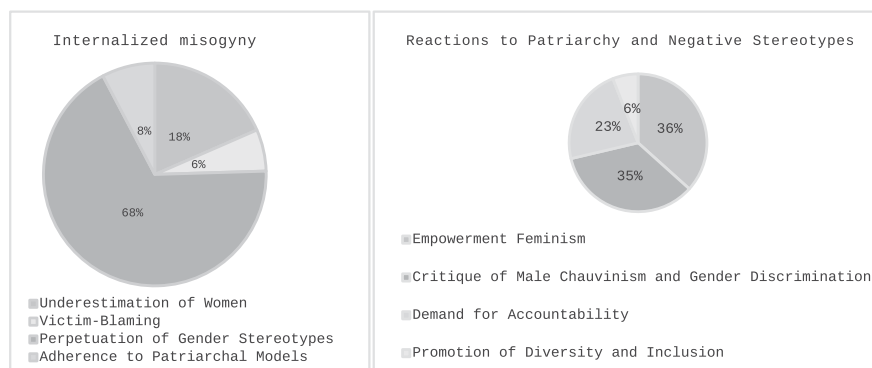 Internalized misogyny
8%
18%
6%
68%
Underestimation of Women
Victim-Blaming
Perpetuation of Gender Stereotypes
Adherence to Patriarchal Models
Reactions to Patriarchy and Negative Stereotypes
6%
23%
36%
35%
Empowerment Feminism
Critique of Male Chauvinism and Gender Discrimination
Demand for Accountability
Promotion of Diversity and Inclusion